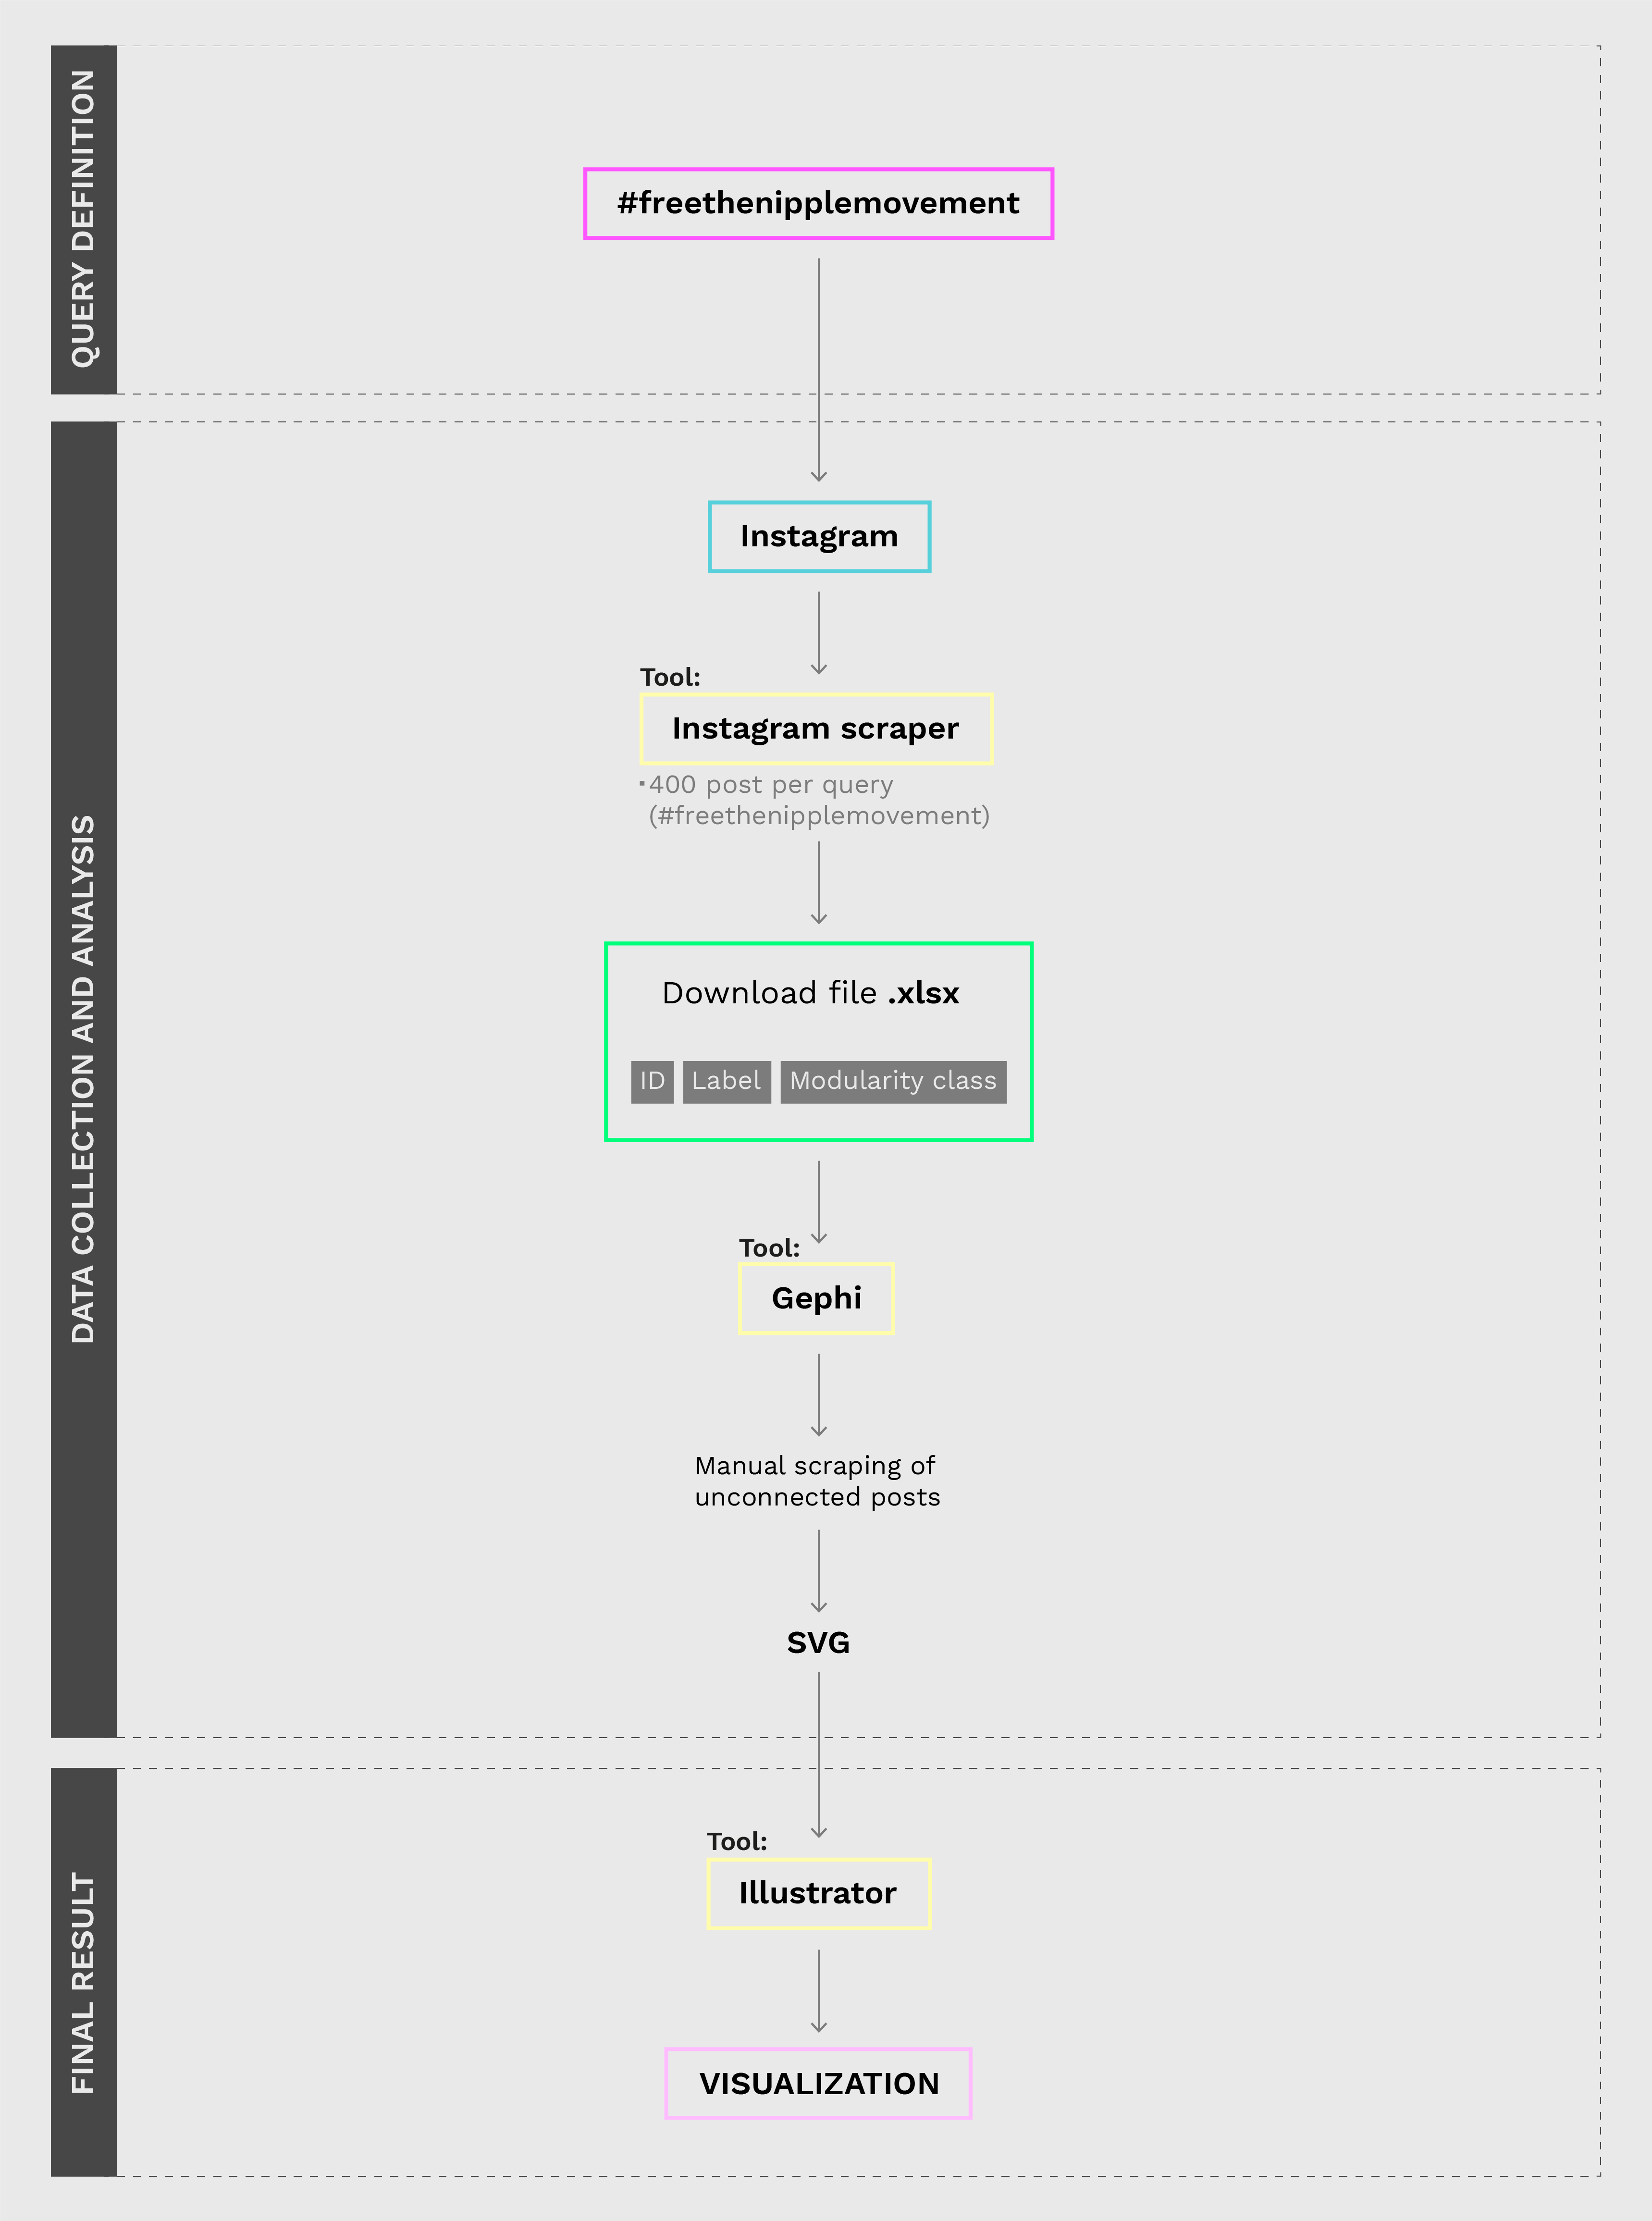 QUERY DEFINITION
#freethenipplemovement
DATA COLLECTION AND ANALYSIS
Instagram
Tool:
Instagram scraper
·400 post per query
(#freethenipplemovement)
Download file .xlsx
ID Label Modularity class
Tool:
Gephi
Manual scraping of
unconnected posts
SVG
FINAL RESULT
Tool:
Illustrator
VISUALIZATION